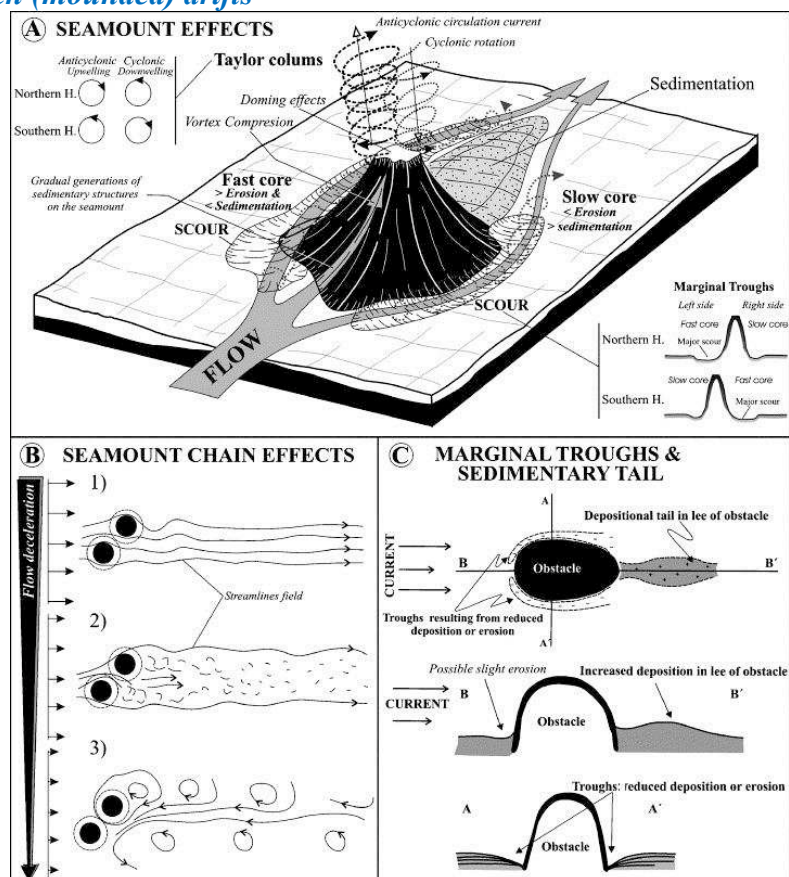 (mounded) drifts
A SEAMOUNT EFFECTS
Anticyclonic Upwelling
Cyclonic Downwelling
Northern H.
Southern H.
Taylor colums
Anticyclonic circulation current
Cyclonic rotation
Doming effects
Vortex Compresion
Sedimentation
Gradual generations of
sedimentary structures
on the seamount
Fast core
> Erosion &
< Sedimentation
SCOUR
Slow core
< Erosion
> sedimentation
SCOUR
FLOW
Marginal Troughs
Left side Right side
Fast core Slow core
Northern H.
Major scour
Slow core Fast core
Southern H.
Major scour
B SEAMOUNT CHAIN EFFECTS
Flow deceleration
1)
Streamlines field
2)
3)
C MARGINAL TROUGHS &
SEDIMENTARY TAIL
A
Depositional tail in lee of obstacle
CURRENT
B
Obstacle
B´
Troughs resulting from reduced
deposition or erosion
A´
Possible slight erosion
Increased deposition in lee of obstacle
B
B´
CURRENT
Obstacle
Troughs: reduced deposition or erosion
A
A´
Obstacle